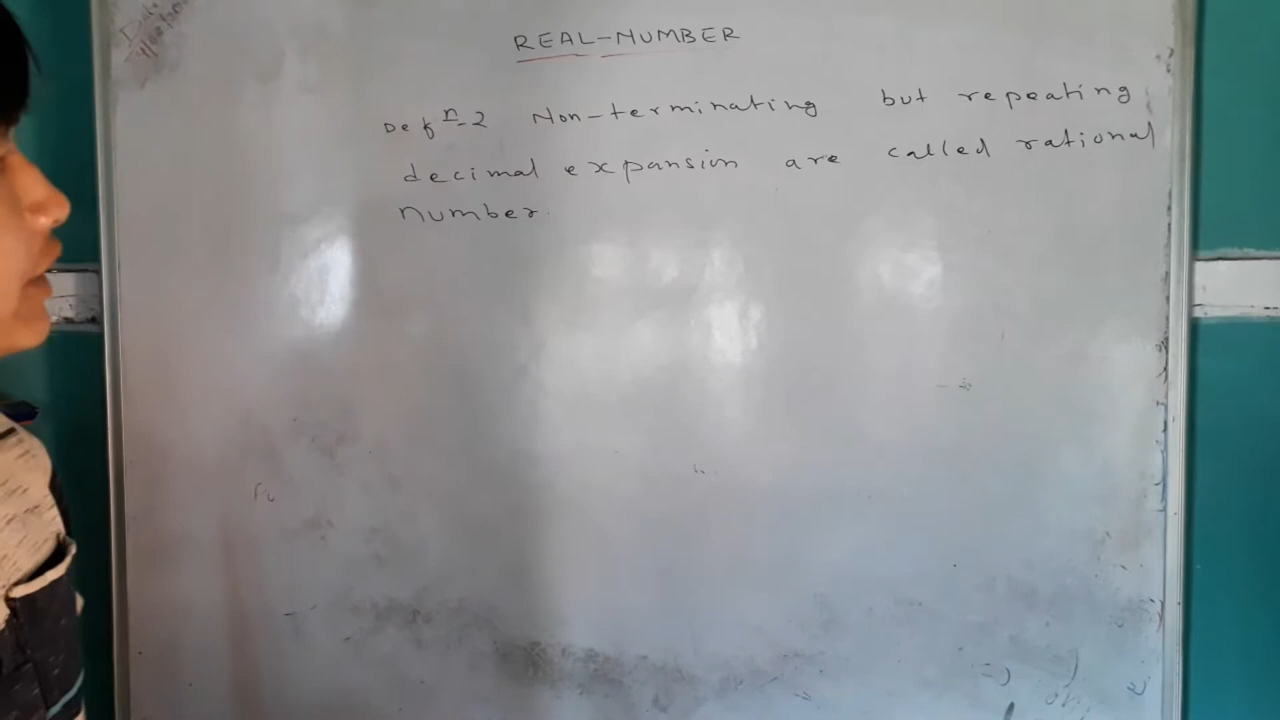 REAL-NUMBER
Defn-2 Non-terminating but repeating
decimal expansion are called rational
number.